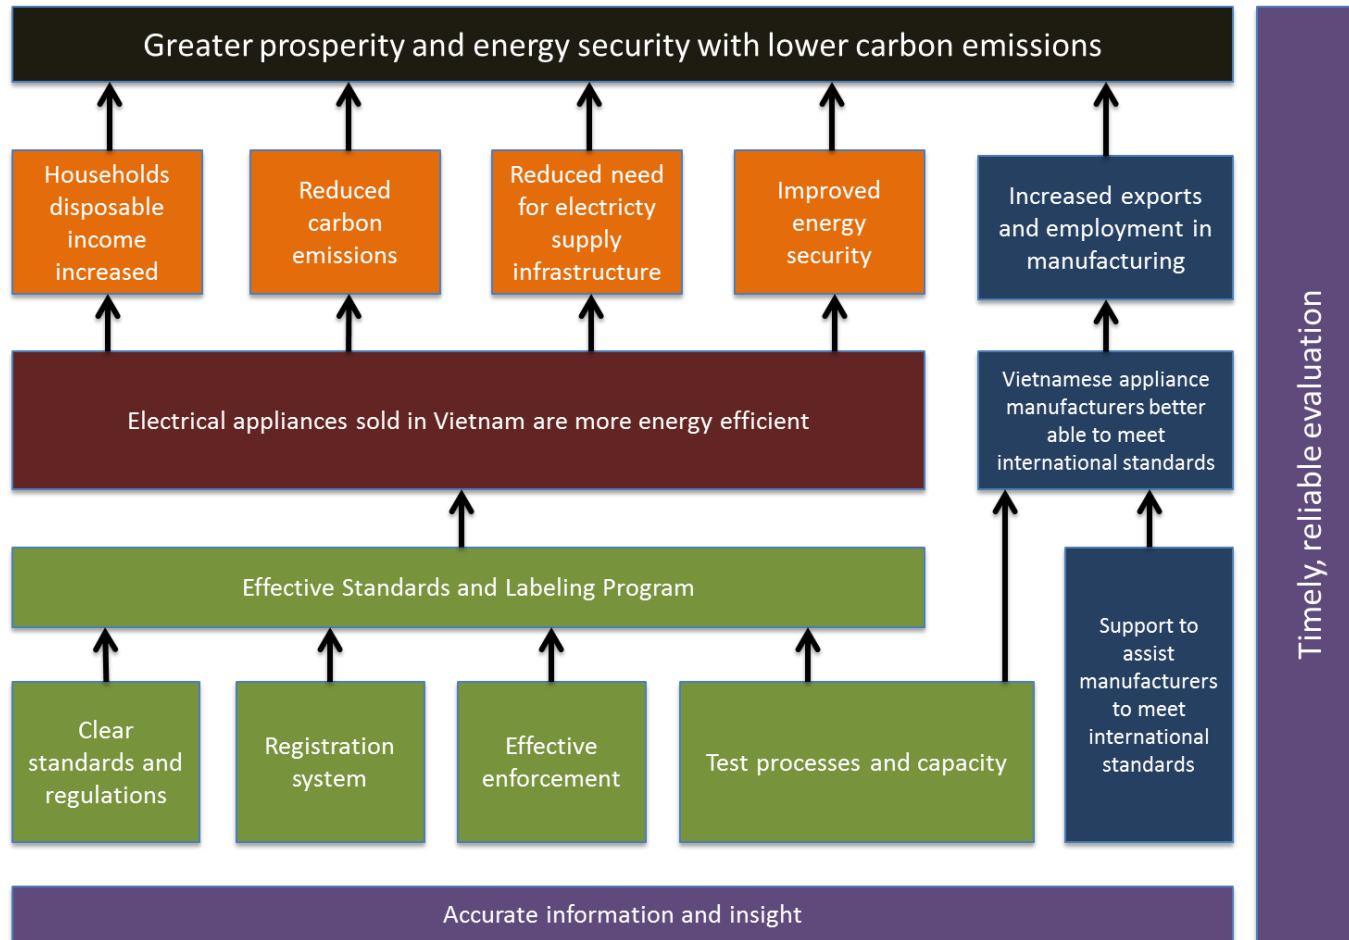 Greater prosperity and energy security with lower carbon emissions
Households
disposable
income
increased
Reduced
carbon
emissions
Reduced need
for electricty
supply
infrastructure
Improved
energy
security
Increased exports
and employment in
manufacturing
Electrical appliances sold in Vietnam are more energy efficient
Vietnamese appliance
manufacturers better
able to meet
international standards
Effective Standards and Labeling Program
Clear
standards and
regulations
Registration
system
Effective
enforcement
Test processes and capacity
Support to
assist
manufacturers
to meet
international
standards
Accurate information and insight
Timely, reliable evaluation